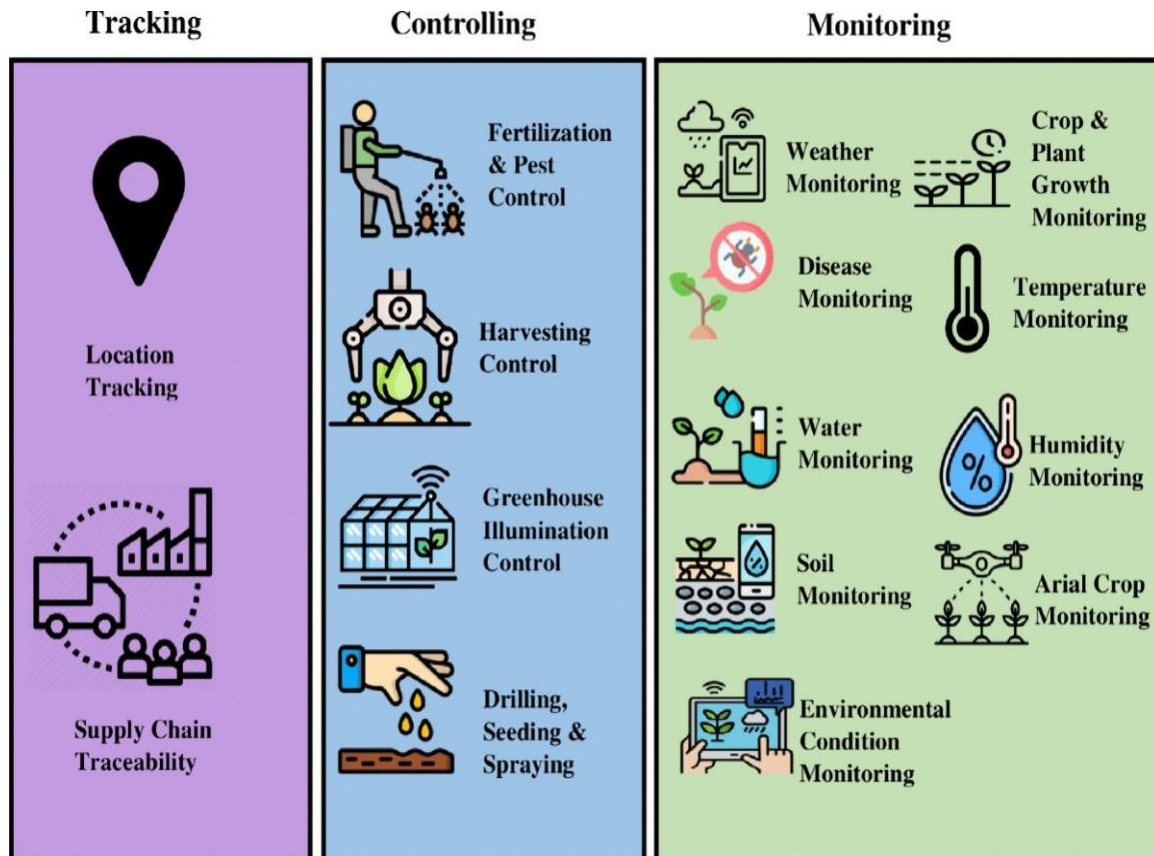 Tracking
Controlling
Monitoring
Location
Tracking
Supply Chain
Traceability
Fertilization
& Pest
Control
Harvesting
Control
Greenhouse
Illumination
Control
Drilling,
Seeding &
Spraying
Weather
Monitoring
Crop &
Plant
Growth
Monitoring
Disease
Monitoring
Temperature
Monitoring
Water
Monitoring
%
Humidity
Monitoring
%
Soil
Monitoring
Arial Crop
Monitoring
Environmental
Condition
Monitoring